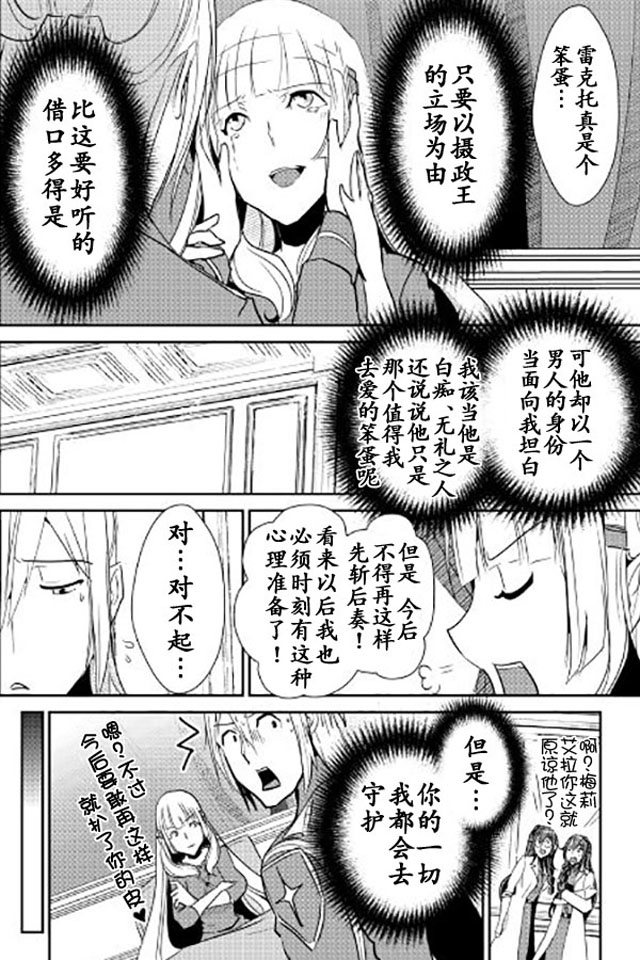 雷克托真是个
笨蛋…
只要以摄政王
的立场为由
比这要好听的
借口多得是
可他却以一个
男人的身份
当面向我坦白
我该当他是
白痴、无礼之人
还说说他只是
那个值得我
去爱的笨蛋呢
但是 今后
不得再这样
先斩后奏！
看来以后我也
必须时刻有这种
心理准备了！
对…
对不起…
啊？梅莉
艾拉你这就
原谅他了？
但是…
你的一切
我都会去
守护
嗯？不过
今后要敢再这样
就扒了你的皮♥